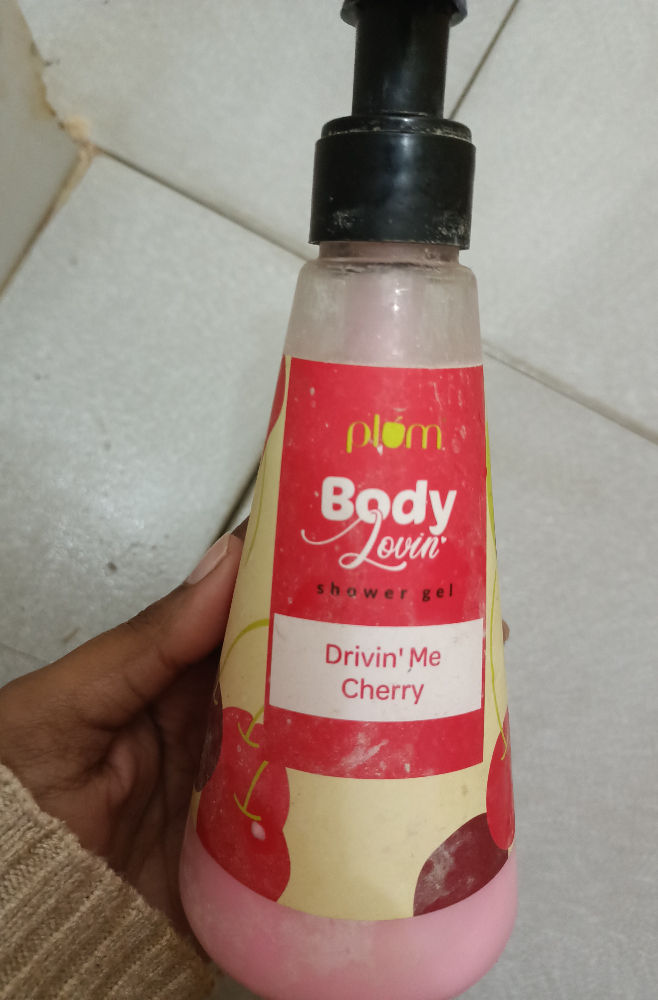 plum
Body
Lovin'
shower gel
Drivin' Me
Cherry